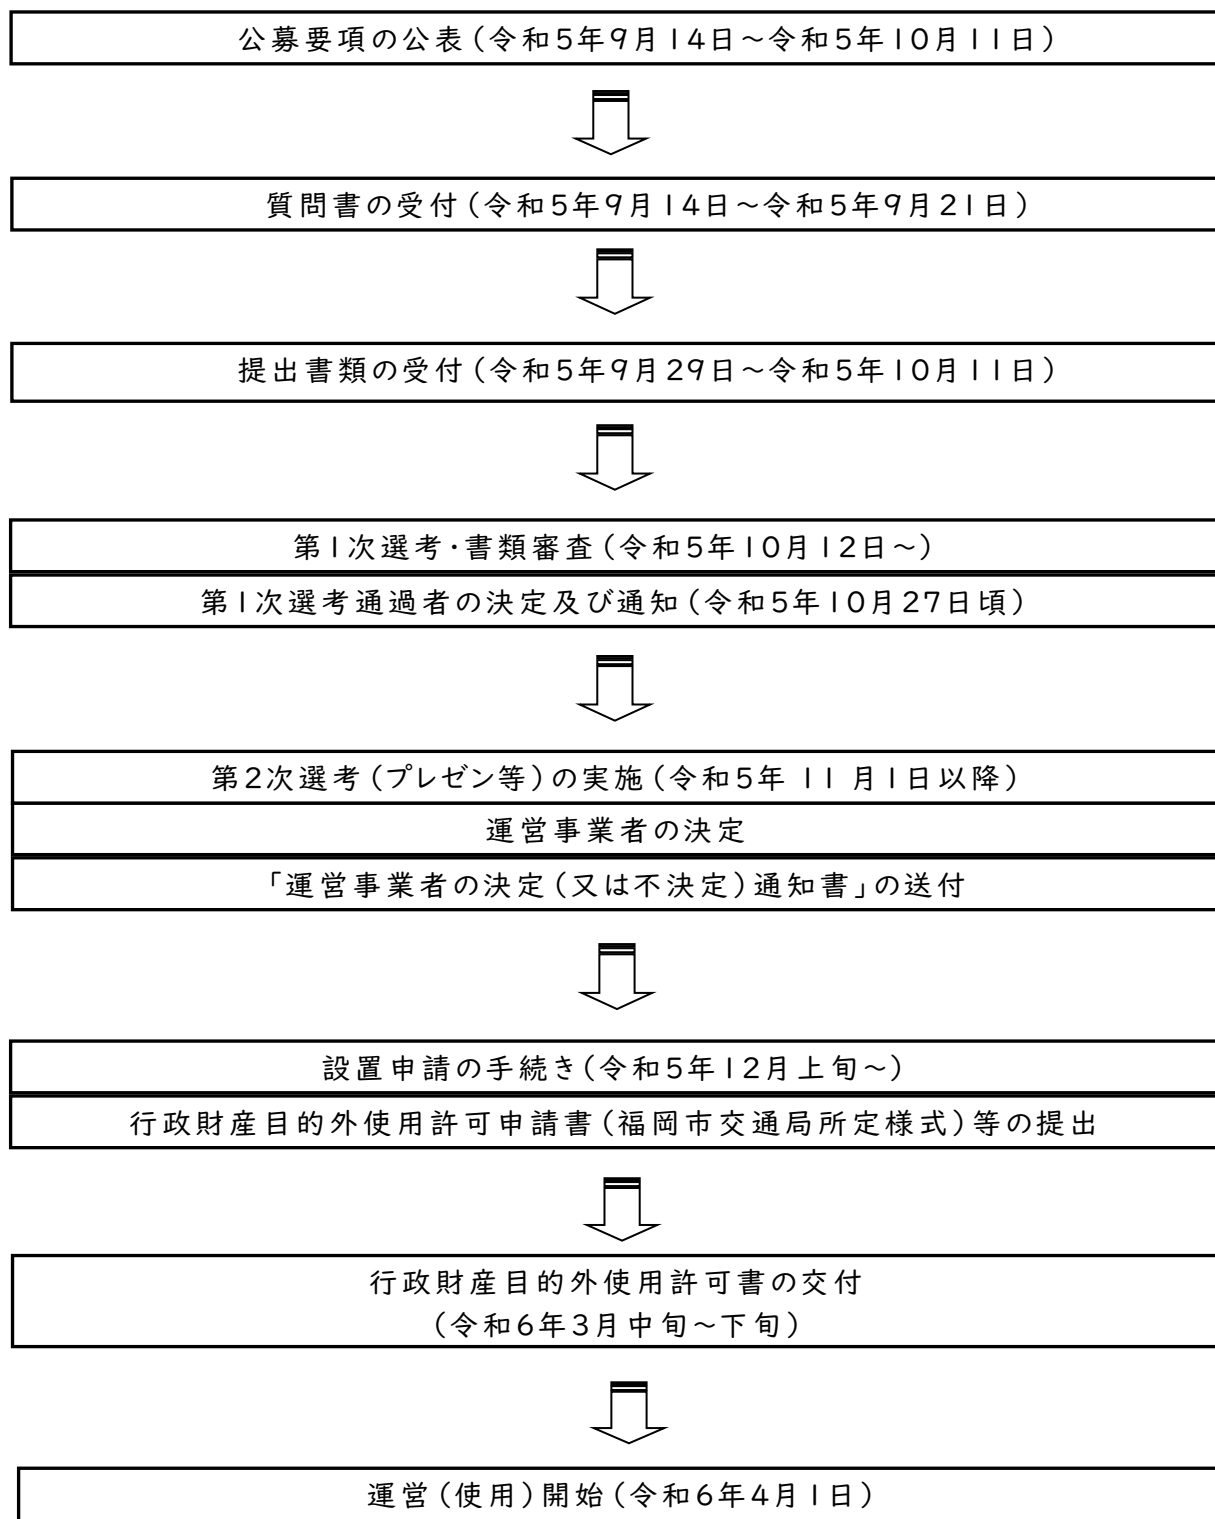 公募要項の公表(令和5年9月14日～令和5年10月11日)
質問書の受付(令和5年9月14日～令和5年9月21日)
提出書類の受付(令和5年9月29日～令和5年10月11日)
第1次選考・書類審査(令和5年10月12日～)
第1次選考通過者の決定及び通知(令和5年10月27日頃)
第2次選考(プレゼン等)の実施(令和5年 11 月1日以降)
運営事業者の決定
「運営事業者の決定(又は不決定)通知書」の送付
設置申請の手続き(令和5年12月上旬～)
行政財産目的外使用許可申請書(福岡市交通局所定様式)等の提出
行政財産目的外使用許可書の交付
(令和6年3月中旬～下旬)
運営(使用)開始(令和6年4月1日)